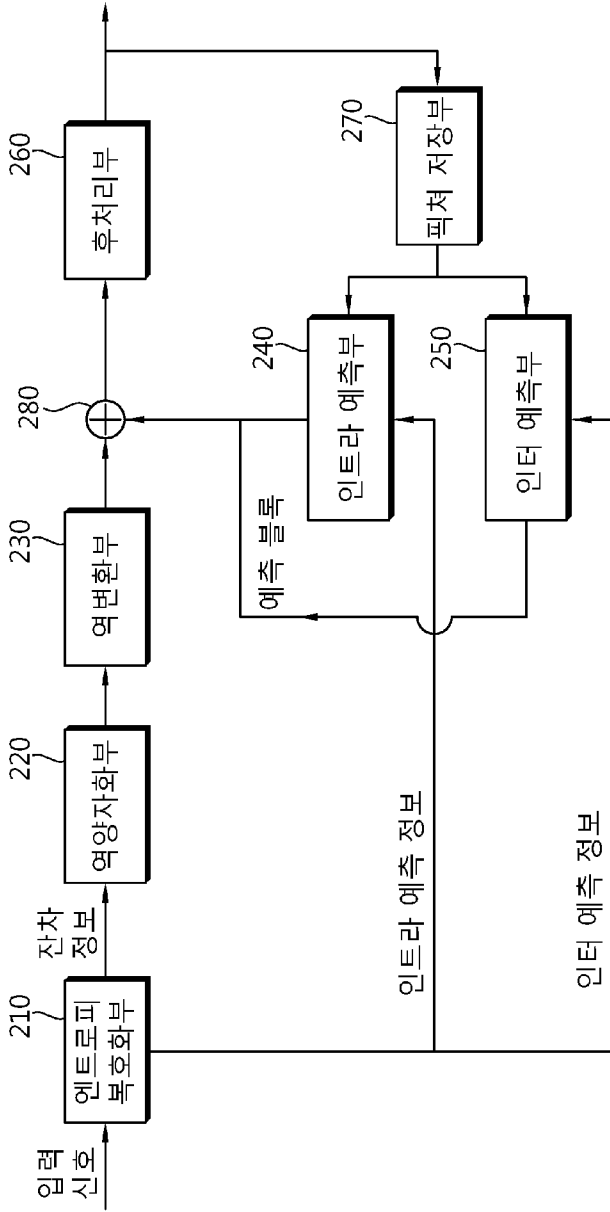 입력
신호
210
엔트로피
복호화부
잔차
정보
220
역양자화부
230
역변환부
280
260
후처리부
예측 블록
240
인트라 예측부
270
픽쳐 저장부
250
인터 예측부
인트라 예측 정보
인터 예측 정보